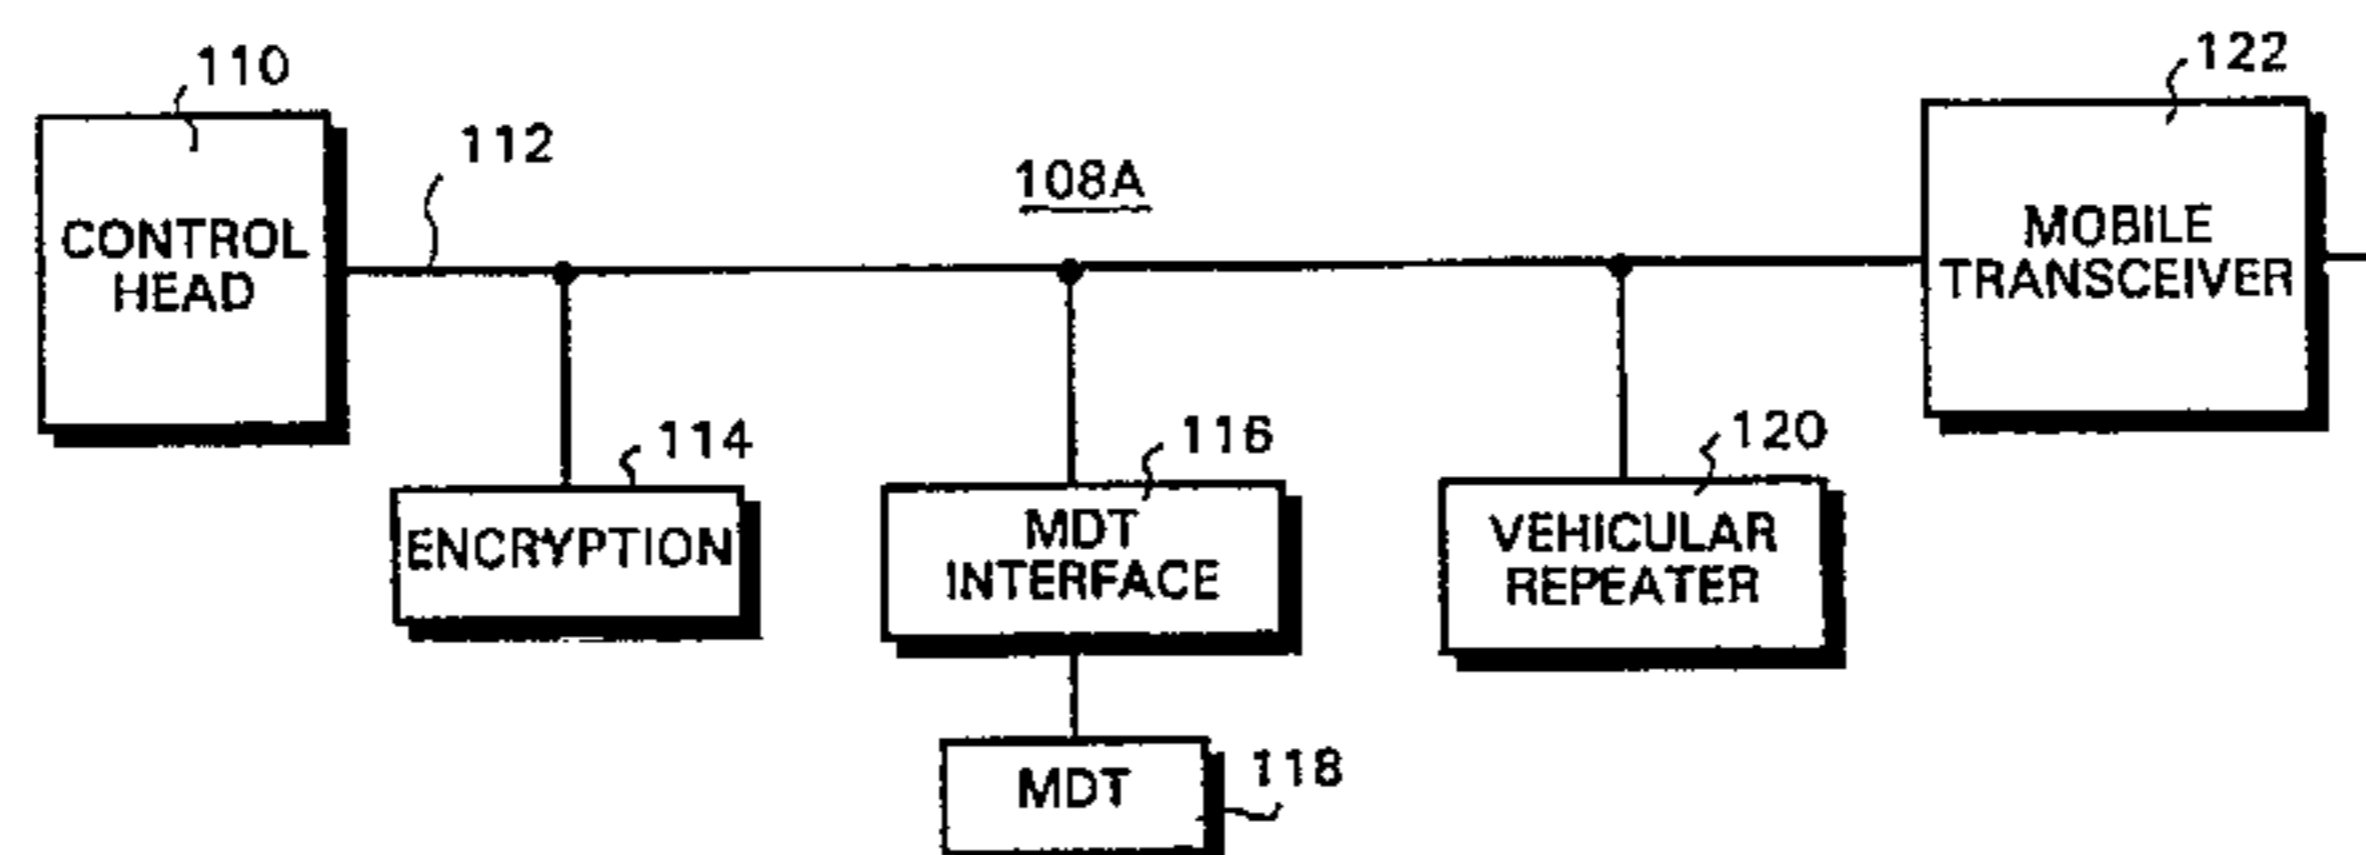 110
122
112
108A
CONTROL
HEAD
MOBILE
TRANSCEIVER
114
116
120
ENCRYPTION
MDT
INTERFACE
VEHICULAR
REPEATER
MDT
118